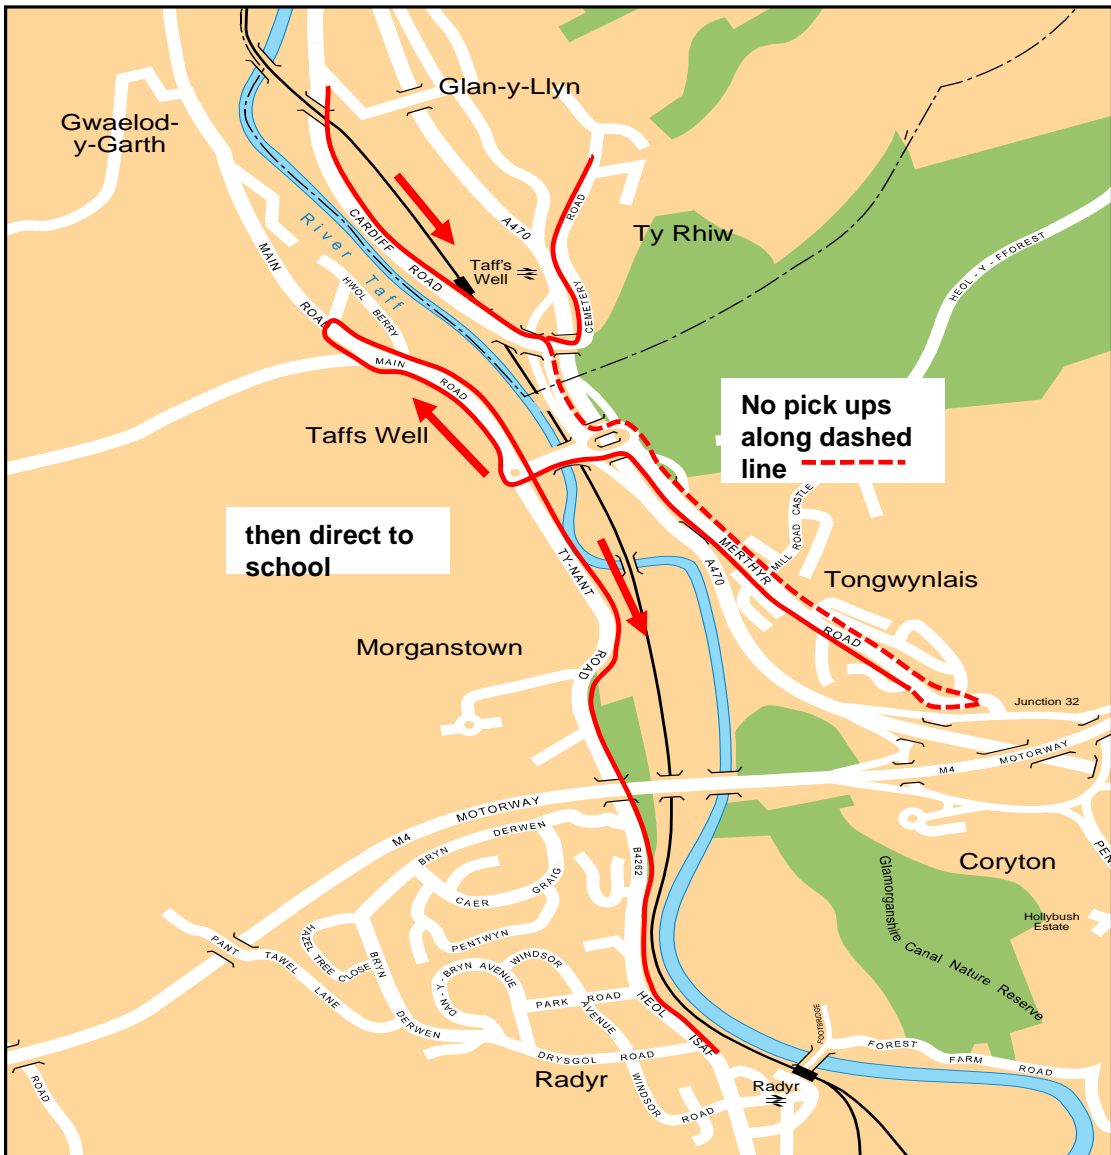 Glan-y-Llyn
Gwaelod-
y-Garth
CARDIFF
ROAD
River Taff
A470
ROAD
CEMETERY
Ty Rhiw
Taff's
Well
HEOL - Y - FFOREST
MAIN
ROAD
HWOL
BERRY
MAIN
ROAD
Taffs Well
No pick ups
along dashed
line
then direct to
school
MILL ROAD CASTLE
MERTHYR
ROAD
A470
TY-NANT
ROAD
Tongwynlais
Morganstown
Junction 32
M4 MOTORWAY
M4 MOTORWAY
BRYN
DERWEN
B4262
CAER
GRAIG
PENTWYN
Coryton
PEN
Glamorganshire Canal Nature Reserve
Hollybush
Estate
HAZEL TREE CLOSE
PANT
TAWEL
LANE
BRYN
DERWEN
DAN-Y-BRYN AVENUE
WINDSOR
AVENUE
PARK ROAD
HEOL
ISAF
DRYSGOL ROAD
WINDSOR
ROAD
Radyr
Radyr
FOOTBRIDGE
FOREST
FARM
ROAD
ROAD